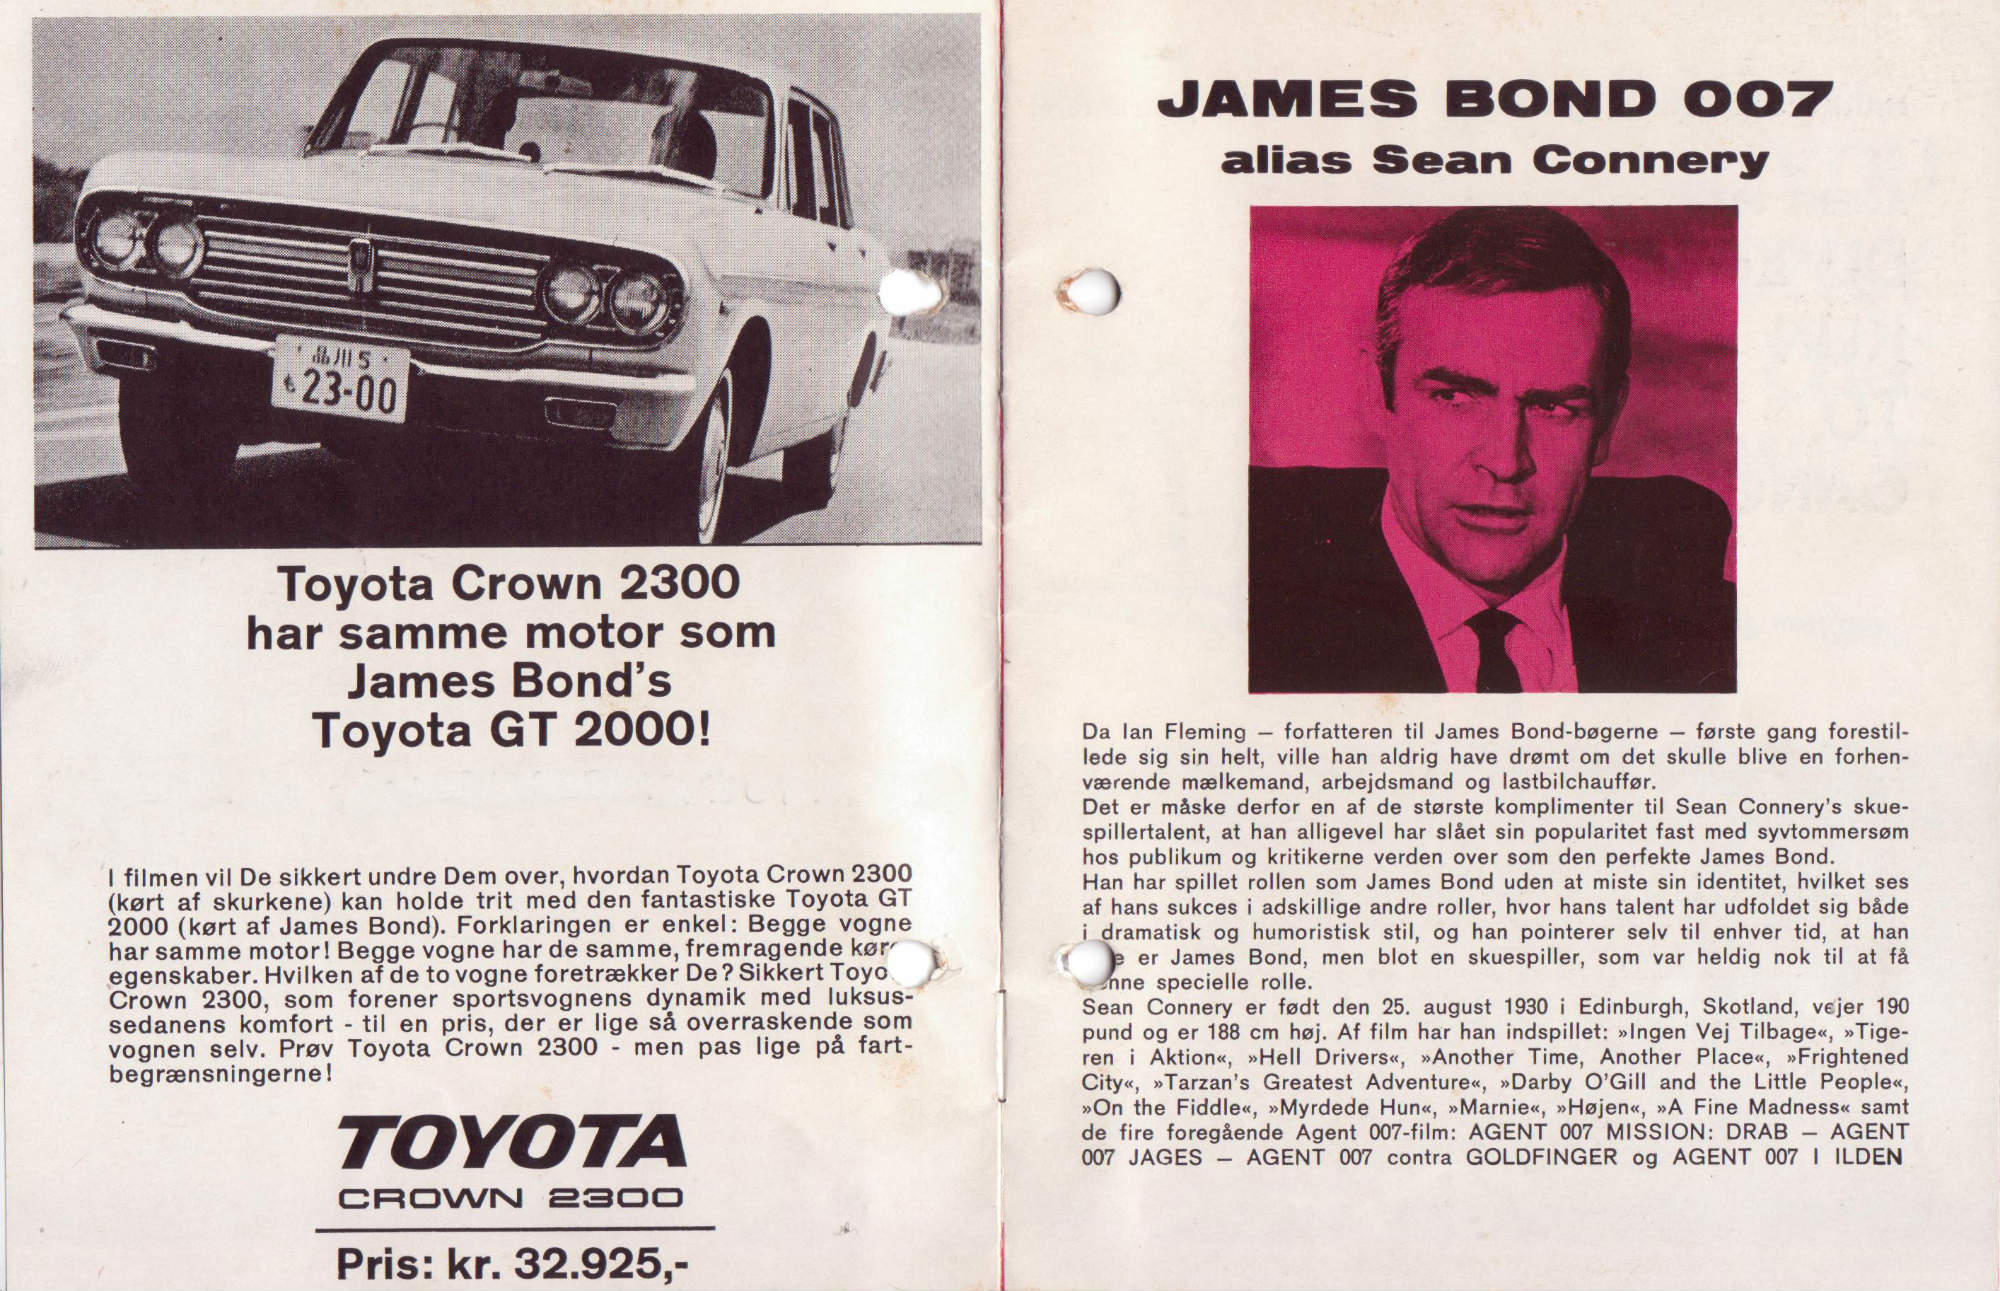 品川 5
も 23-00
Toyota Crown 2300
har samme motor som
James Bond's
Toyota GT 2000!
I filmen vil De sikkert undre Dem over, hvordan Toyota Crown 2300
(kørt af skurkene) kan holde trit med den fantastiske Toyota GT
2000 (kørt af James Bond). Forklaringen er enkel: Begge vogne
har samme motor! Begge vogne har de samme, fremragende køre
egenskaber. Hvilken af de to vogne foretrækker De? Sikkert Toyo
Crown 2300, som forener sportsvognens dynamik med luksus-
sedanens komfort - til en pris, der er lige så overraskende som
vognen selv. Prøv Toyota Crown 2300 - men pas lige på fart-
begrænsningerne!
TOYOTA
CROWN 2300
Pris: kr. 32.925,-
JAMES BOND 007
alias Sean Connery
Da Ian Fleming – forfatteren til James Bond-bøgerne – første gang forestil-
lede sig sin helt, ville han aldrig have drømt om det skulle blive en forhen-
værende mælkemand, arbejdsmand og lastbilchauffør.
Det er måske derfor en af de største komplimenter til Sean Connery's skue-
spillertalent, at han alligevel har slået sin popularitet fast med syvtommersøm
hos publikum og kritikerne verden over som den perfekte James Bond.
Han har spillet rollen som James Bond uden at miste sin identitet, hvilket ses
af hans sukces i adskillige andre roller, hvor hans talent har udfoldet sig både
i dramatisk og humoristisk stil, og han pointerer selv til enhver tid, at han
er James Bond, men blot en skuespiller, som var heldig nok til at få
specielle rolle.
Sean Connery er født den 25. august 1930 i Edinburgh, Skotland, vejer 190
pund og er 188 cm høj. Af film har han indspillet: »Ingen Vej Tilbage«, »Tige-
ren i Aktion«, »Hell Drivers«, »Another Time, Another Place«, »Frightened
City«, »Tarzan's Greatest Adventure«, »Darby O'Gill and the Little People«,
»On the Fiddle«, »Myrdede Hun«, »Marnie«, »Højen«, »A Fine Madness« samt
de fire foregående Agent 007-film: AGENT 007 MISSION: DRAB – AGENT
007 JAGES – AGENT 007 contra GOLDFINGER og AGENT 007 I ILDEN